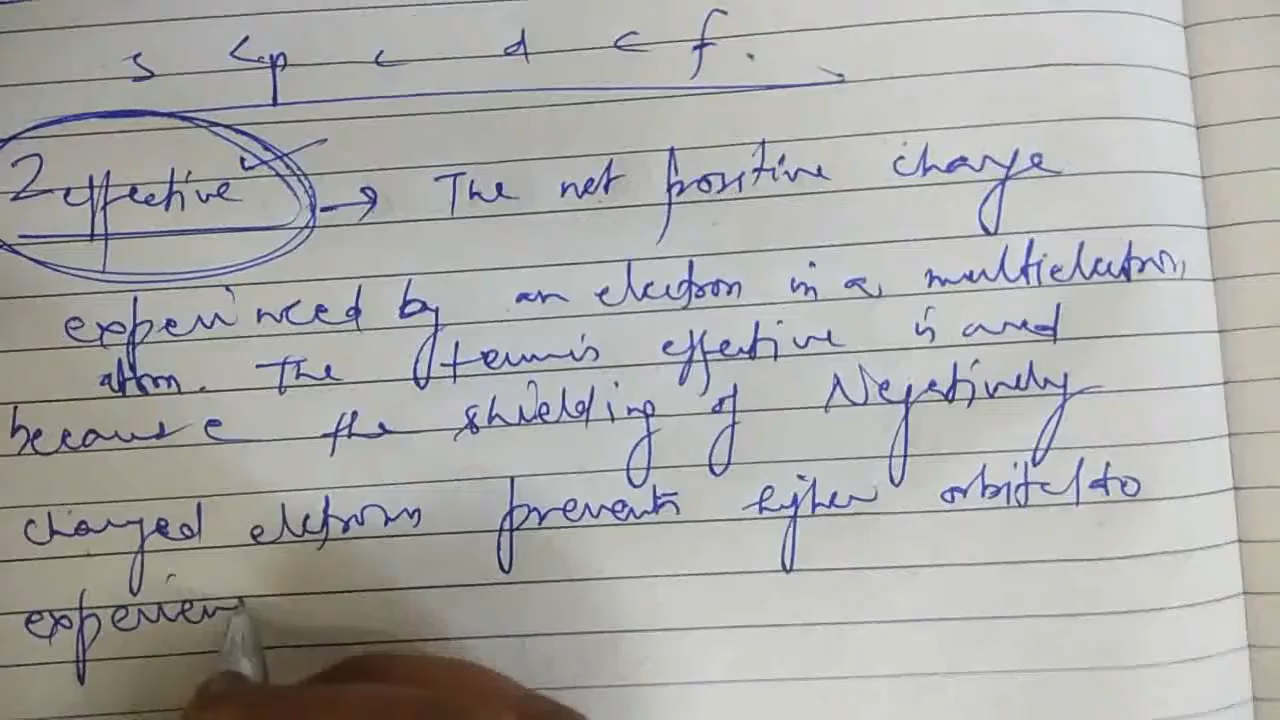 s < p < d < f.
Zeffective → The net positive charge
experienced by an electron in a multielectron
atom. The term is effective is used
because the shielding of Negatively
charged electrons prevents higher orbital to
experien